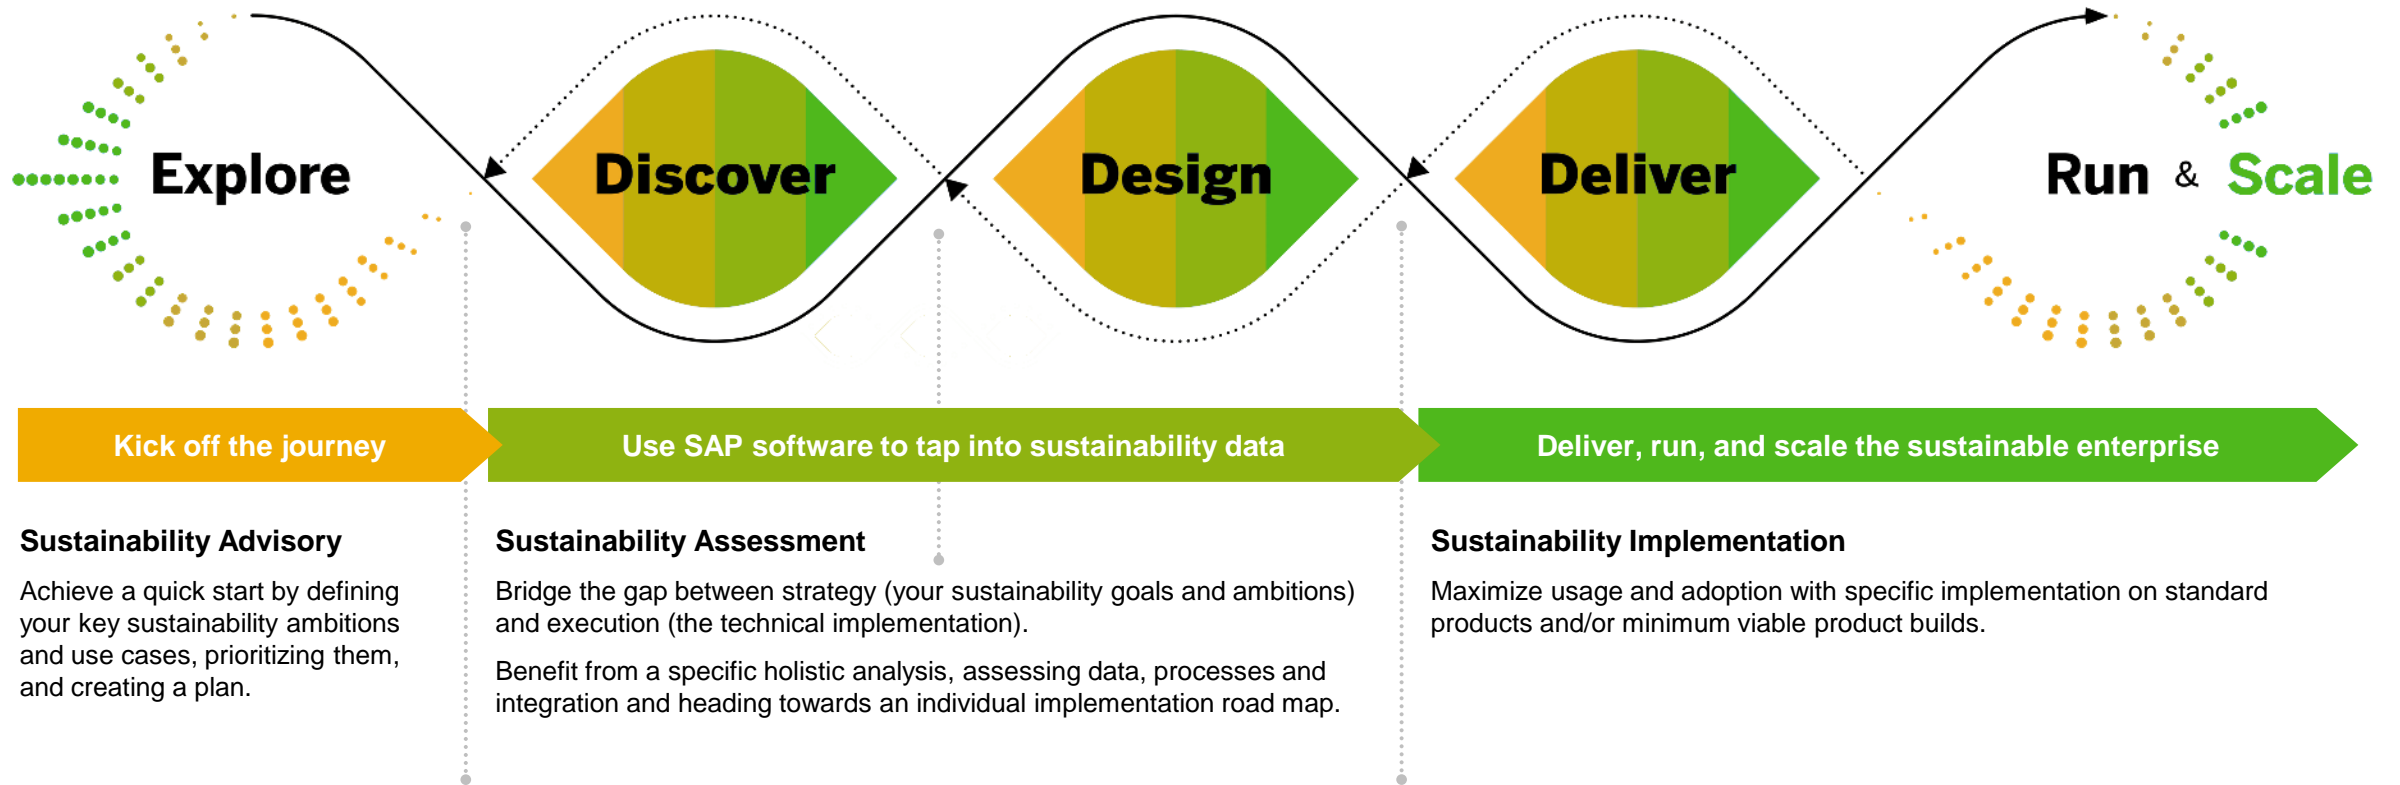 Explore
Discover
Design
Deliver
Run & Scale
Kick off the journey
Use SAP software to tap into sustainability data
Deliver, run, and scale the sustainable enterprise
Sustainability Advisory
Achieve a quick start by defining
your key sustainability ambitions
and use cases, prioritizing them,
and creating a plan.
Sustainability Assessment
Bridge the gap between strategy (your sustainability goals and ambitions)
and execution (the technical implementation).
Benefit from a specific holistic analysis, assessing data, processes and
integration and heading towards an individual implementation road map.
Sustainability Implementation
Maximize usage and adoption with specific implementation on standard
products and/or minimum viable product builds.